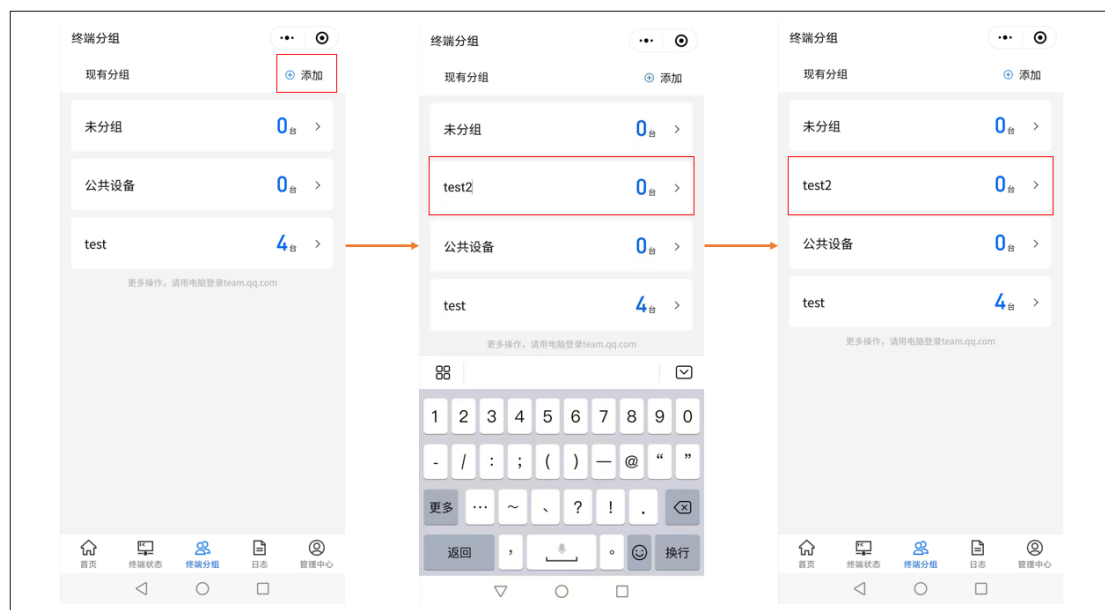 终端分组
现有分组 添加
未分组 0台
公共设备 0台
test 4台
更多操作，请用电脑登录team.qq.com
首页 终端状态 终端分组 日志 管理中心
终端分组
现有分组 添加
未分组 0台
test2 0台
公共设备 0台
test 4台
更多操作，请用电脑登录team.qq.com
1 2 3 4 5 6 7 8 9 0
- / : ; ( ) — @ “ ”
更多 … ~ 、 ? ! .
返回 , 。 换行
终端分组
现有分组 添加
未分组 0台
test2 0台
公共设备 0台
test 4台
更多操作，请用电脑登录team.qq.com
首页 终端状态 终端分组 日志 管理中心